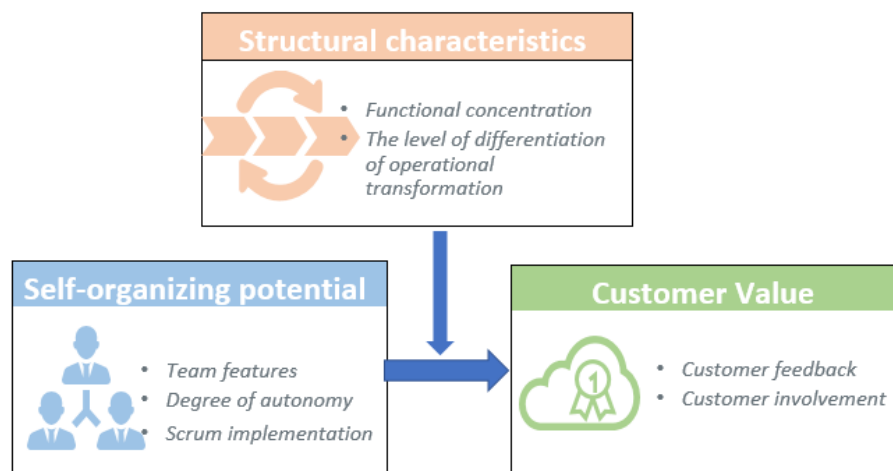 Structural characteristics
• Functional concentration
• The level of differentiation
of operational
transformation
Self-organizing potential
• Team features
• Degree of autonomy
• Scrum implementation
Customer Value
1
• Customer feedback
• Customer involvement